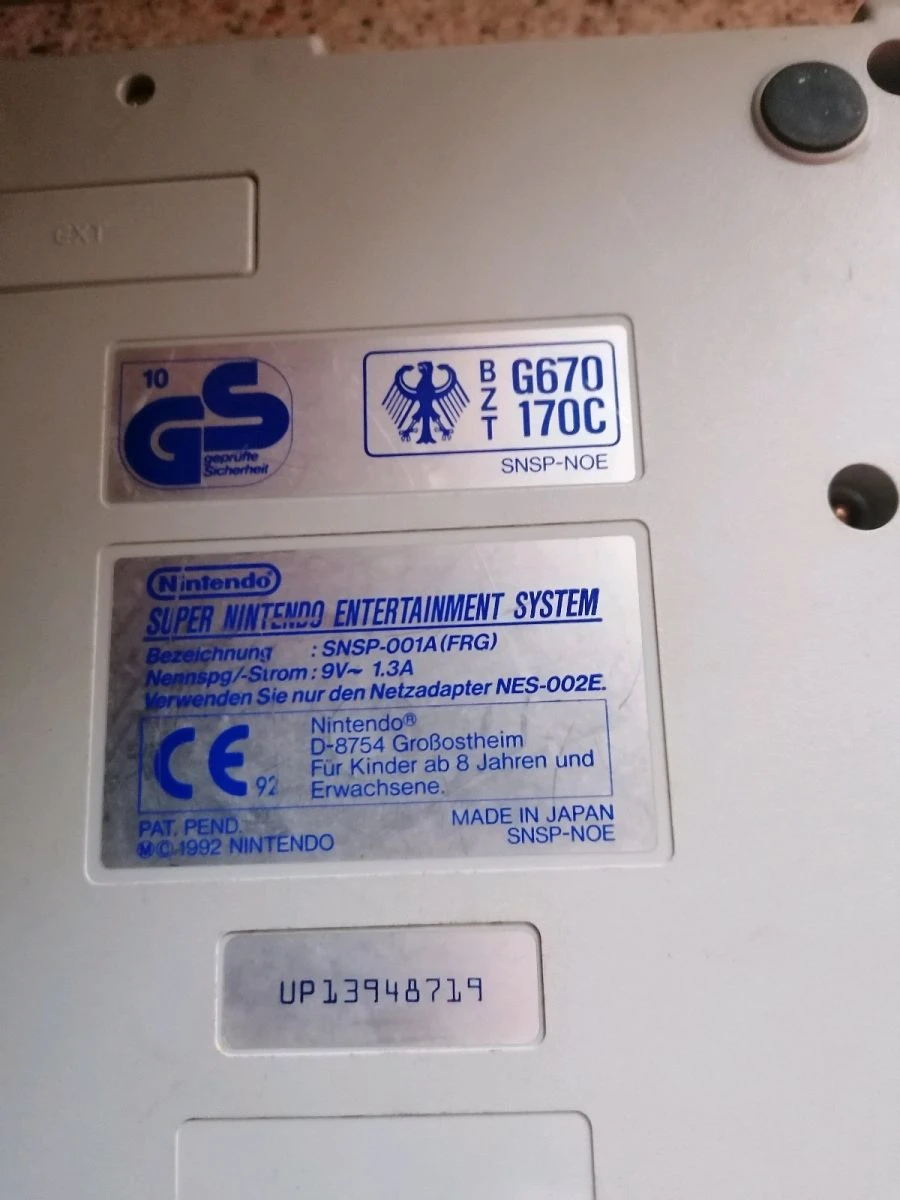 EXT
10
GS
geprüfte
Sicherheit
BZT
G670
170C
SNSP-NOE
Nintendo®
SUPER NINTENDO ENTERTAINMENT SYSTEM
Bezeichnung : SNSP-001A(FRG)
Nennspg/-Strom : 9V~ 1.3A
Verwenden Sie nur den Netzadapter NES-002E.
CE 92
Nintendo®
D-8754 Großostheim
Für Kinder ab 8 Jahren und
Erwachsene.
PAT. PEND.
Ⓜ©1992 NINTENDO
MADE IN JAPAN
SNSP-NOE
UP13948719